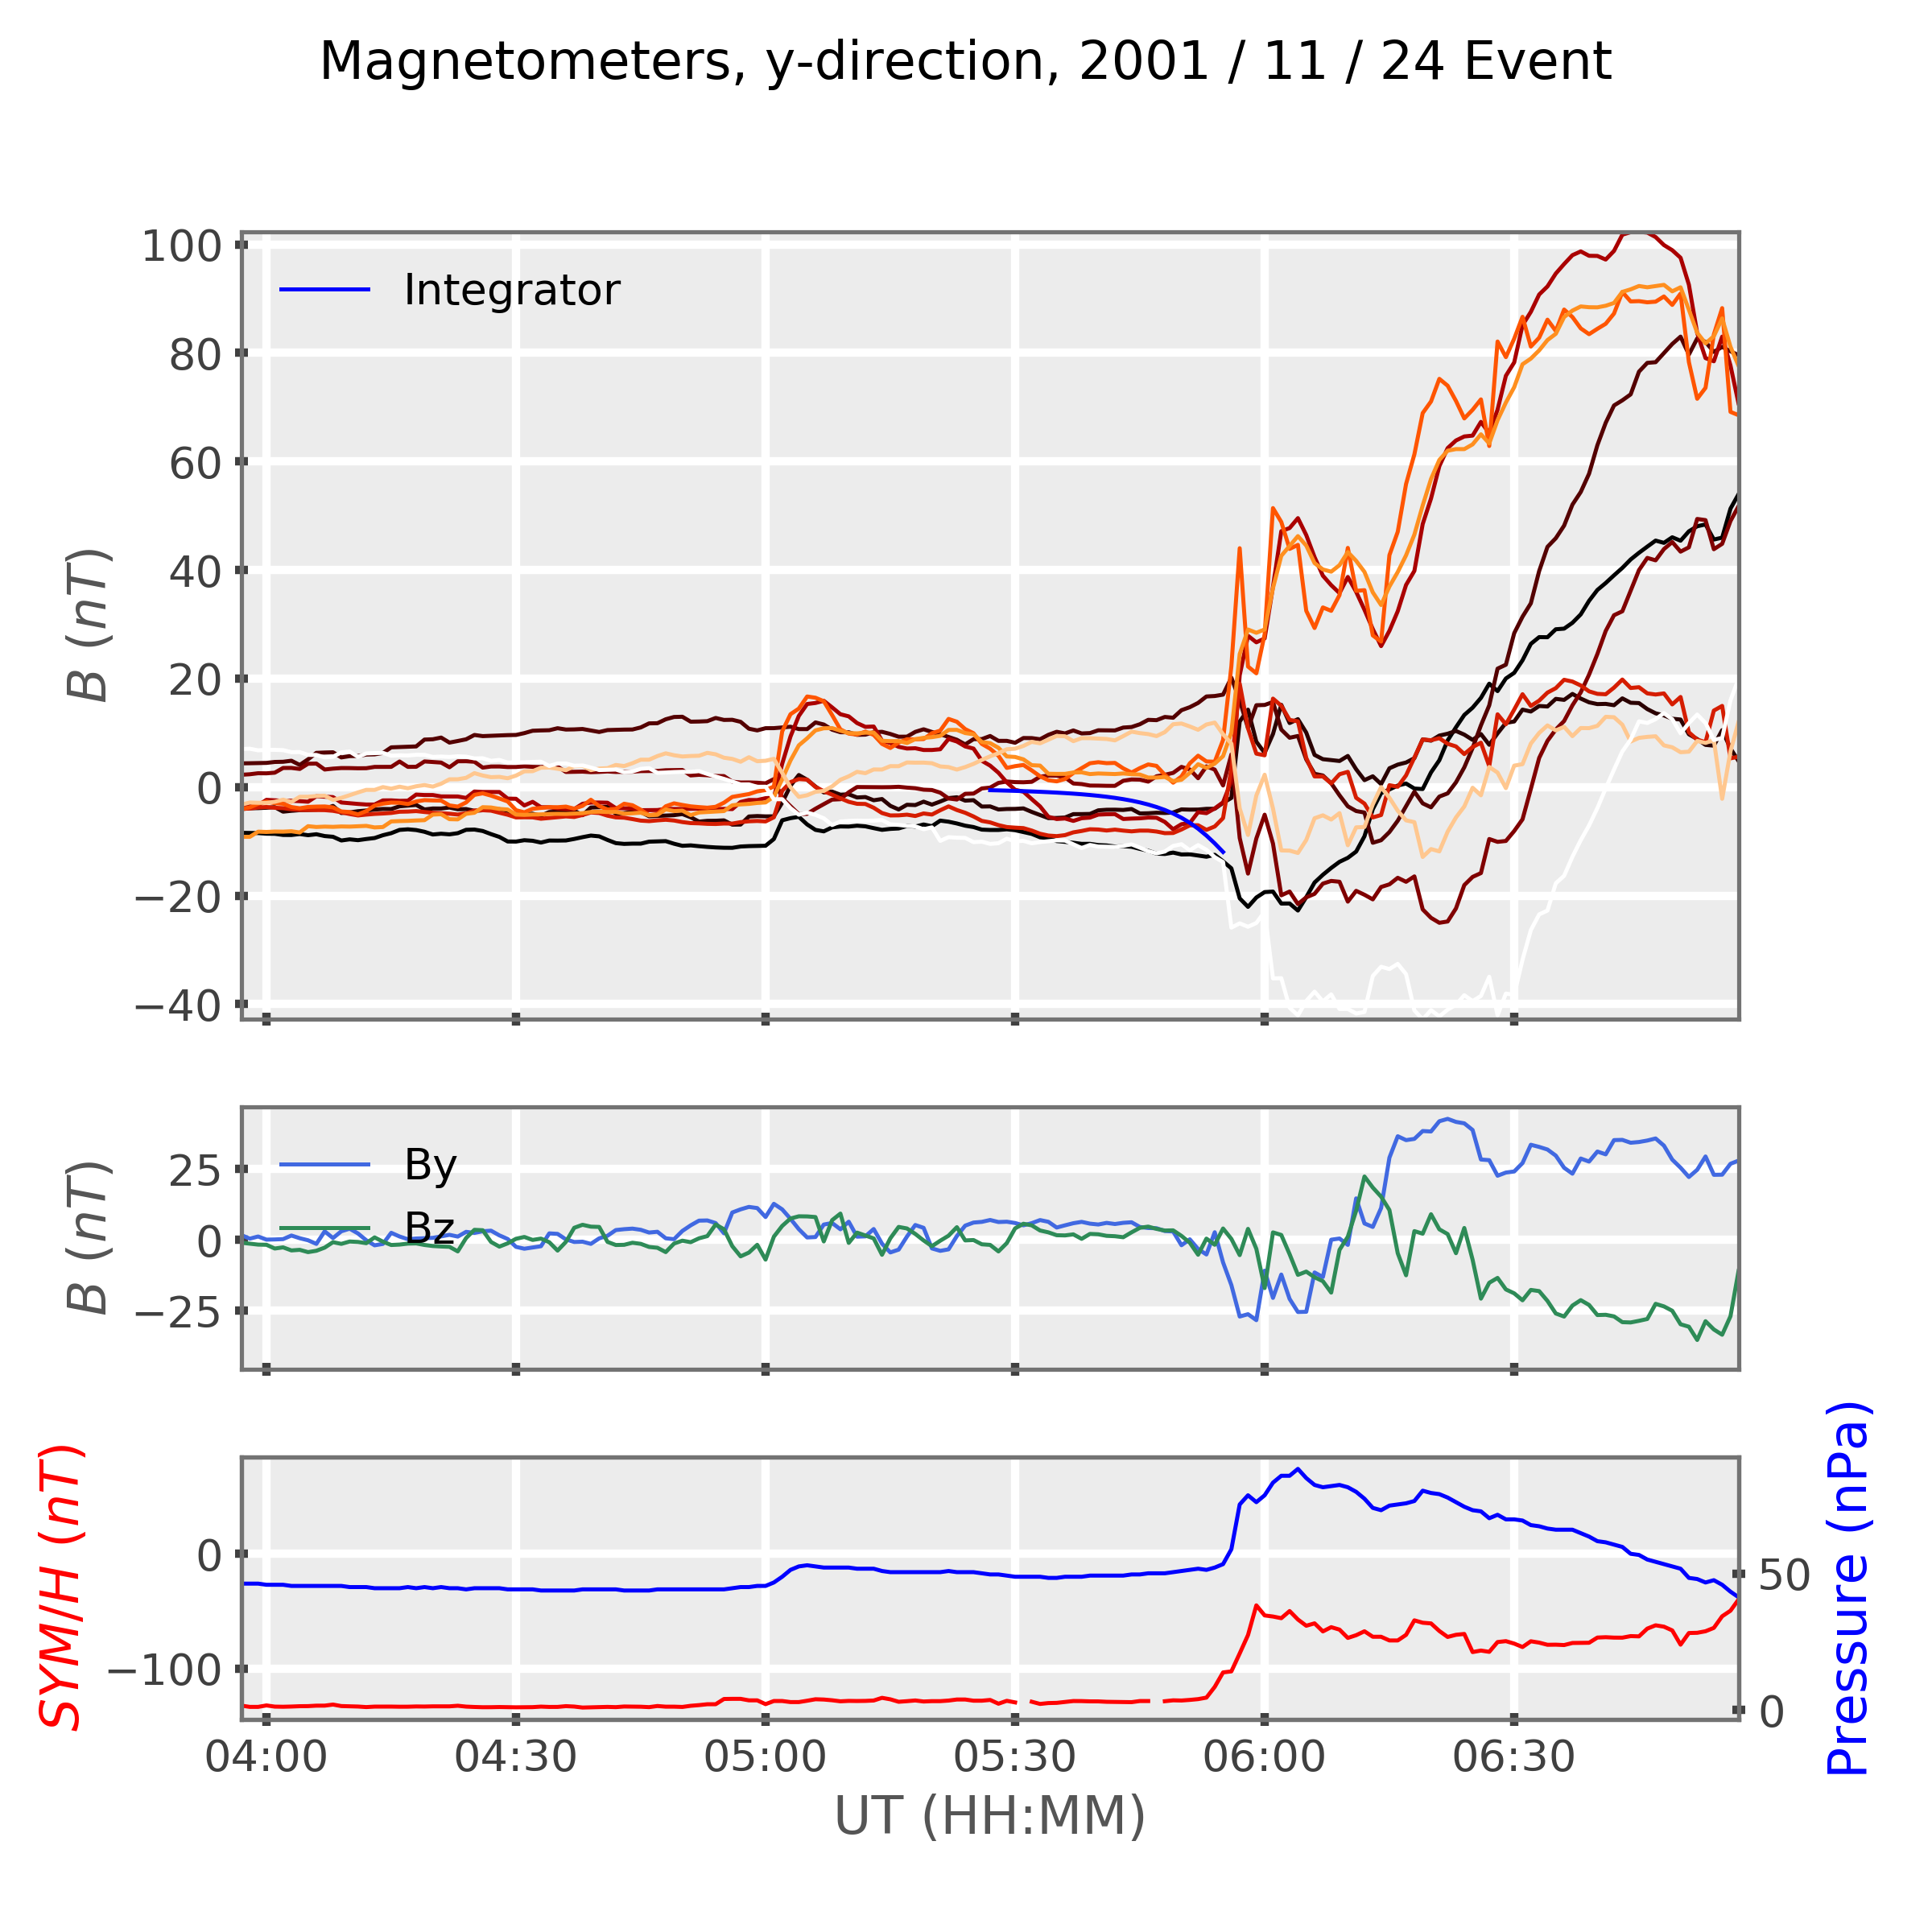 Magnetometers, y-direction, 2001 / 11 / 24 Event
100
80
60
40
20
0
−20
−40
B (nT)
Integrator
25
0
−25
B (nT)
By
Bz
0
−100
SYM/H (nT)
50
0
Pressure (nPa)
04:00 04:30 05:00 05:30 06:00 06:30
UT (HH:MM)